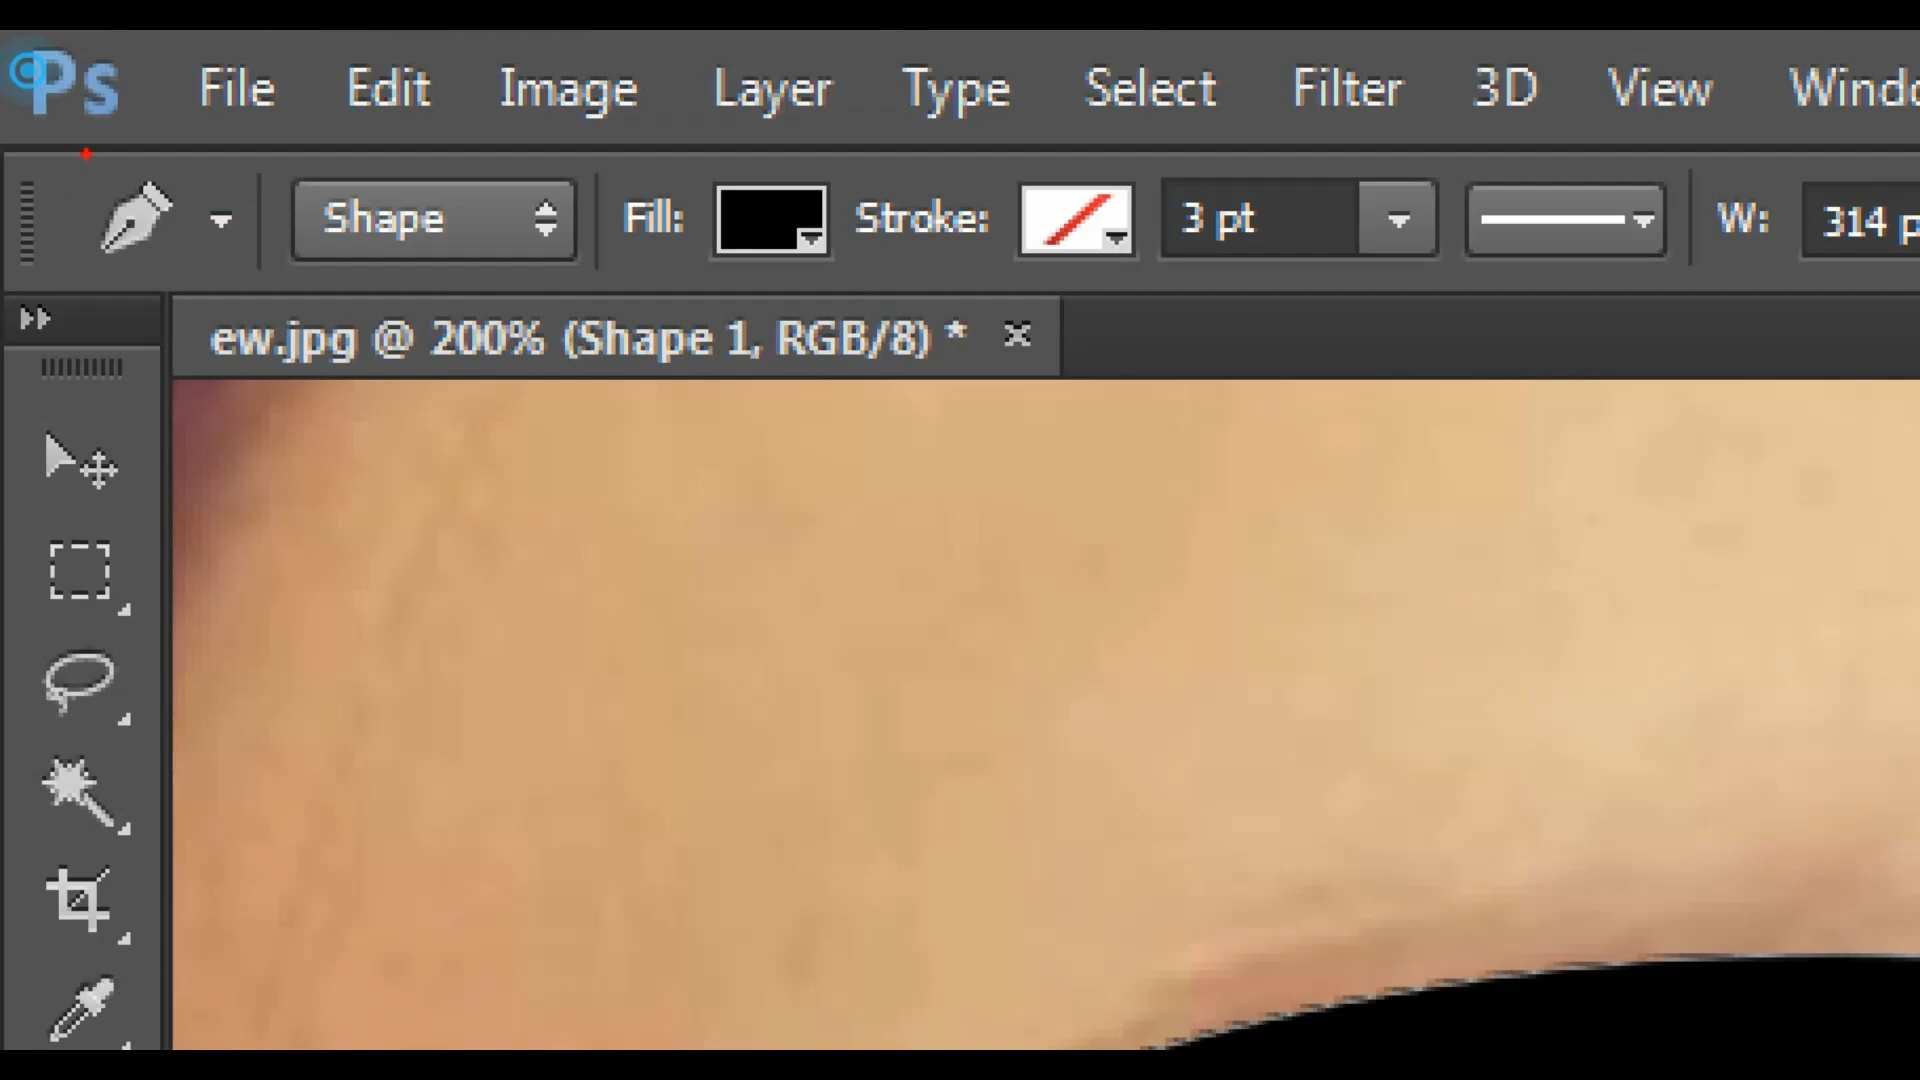 Ps File Edit Image Layer Type Select Filter 3D View
Shape Fill: Stroke: 3 pt W: 314
ew.jpg @ 200% (Shape 1, RGB/8) *